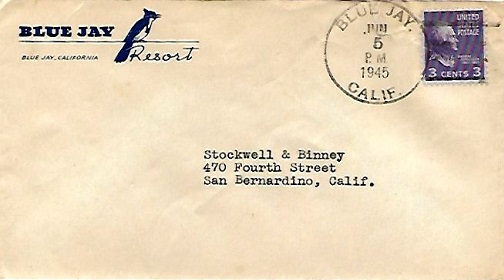 BLUE JAY
Resort
BLUE JAY, CALIFORNIA
BLUE JAY.
JUN
5
P.M.
1945
CALIF.
UNITED
STATES
POSTAGE
3 CENTS 3
Stockwell & Binney
470 Fourth Street
San Bernardino, Calif.